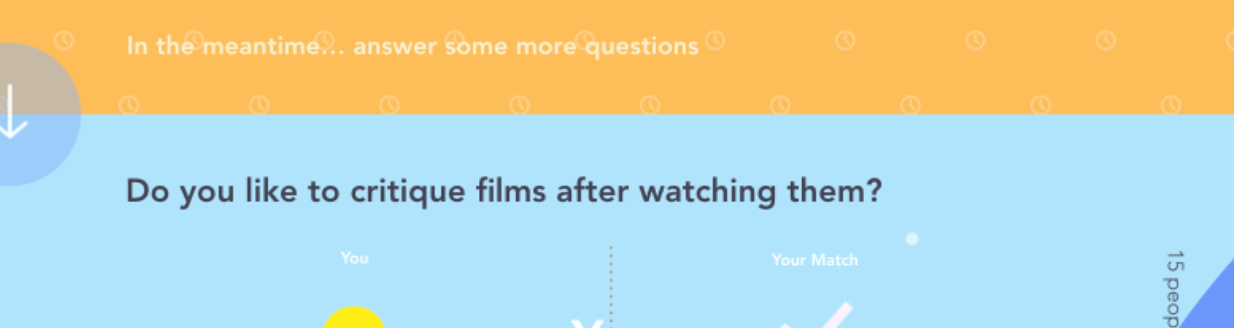 In the meantime... answer some more questions
Do you like to critique films after watching them?
You
Your Match
15